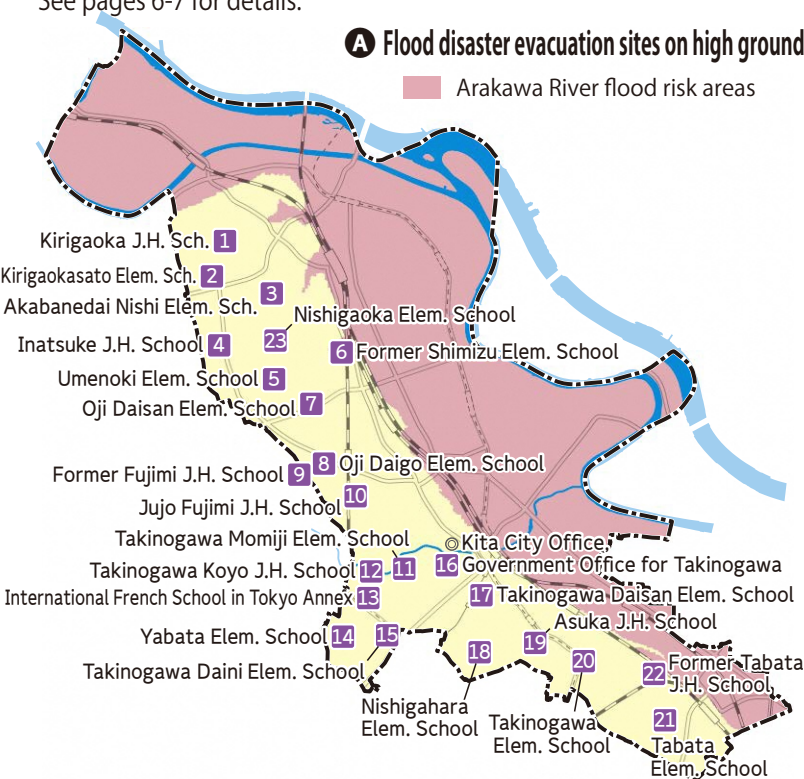 See pages 6-7 for details.
A Flood disaster evacuation sites on high ground
Arakawa River flood risk areas
Kirigaoka J.H. Sch. 1
Kirigaokasato Elem. Sch. 2
Akabanedai Nishi Elem. Sch. 3
Nishigaoka Elem. School
23
Inatsuke J.H. School 4
6 Former Shimizu Elem. School
Umenoki Elem. School 5
Oji Daisan Elem. School 7
8 Oji Daigo Elem. School
Former Fujimi J.H. School 9
Jujo Fujimi J.H. School 10
Takinogawa Momiji Elem. School
11
Kita City Office
Takinogawa Koyo J.H. School 12
16 Government Office for Takinogawa
International French School in Tokyo Annex 13
17 Takinogawa Daisan Elem. School
Asuka J.H. School
19
Yabata Elem. School 14
15
Takinogawa Daini Elem. School
18
Nishigahara
Elem. School
20
Takinogawa
Elem. School
22 Former Tabata
J.H. School
21
Tabata
Elem. School